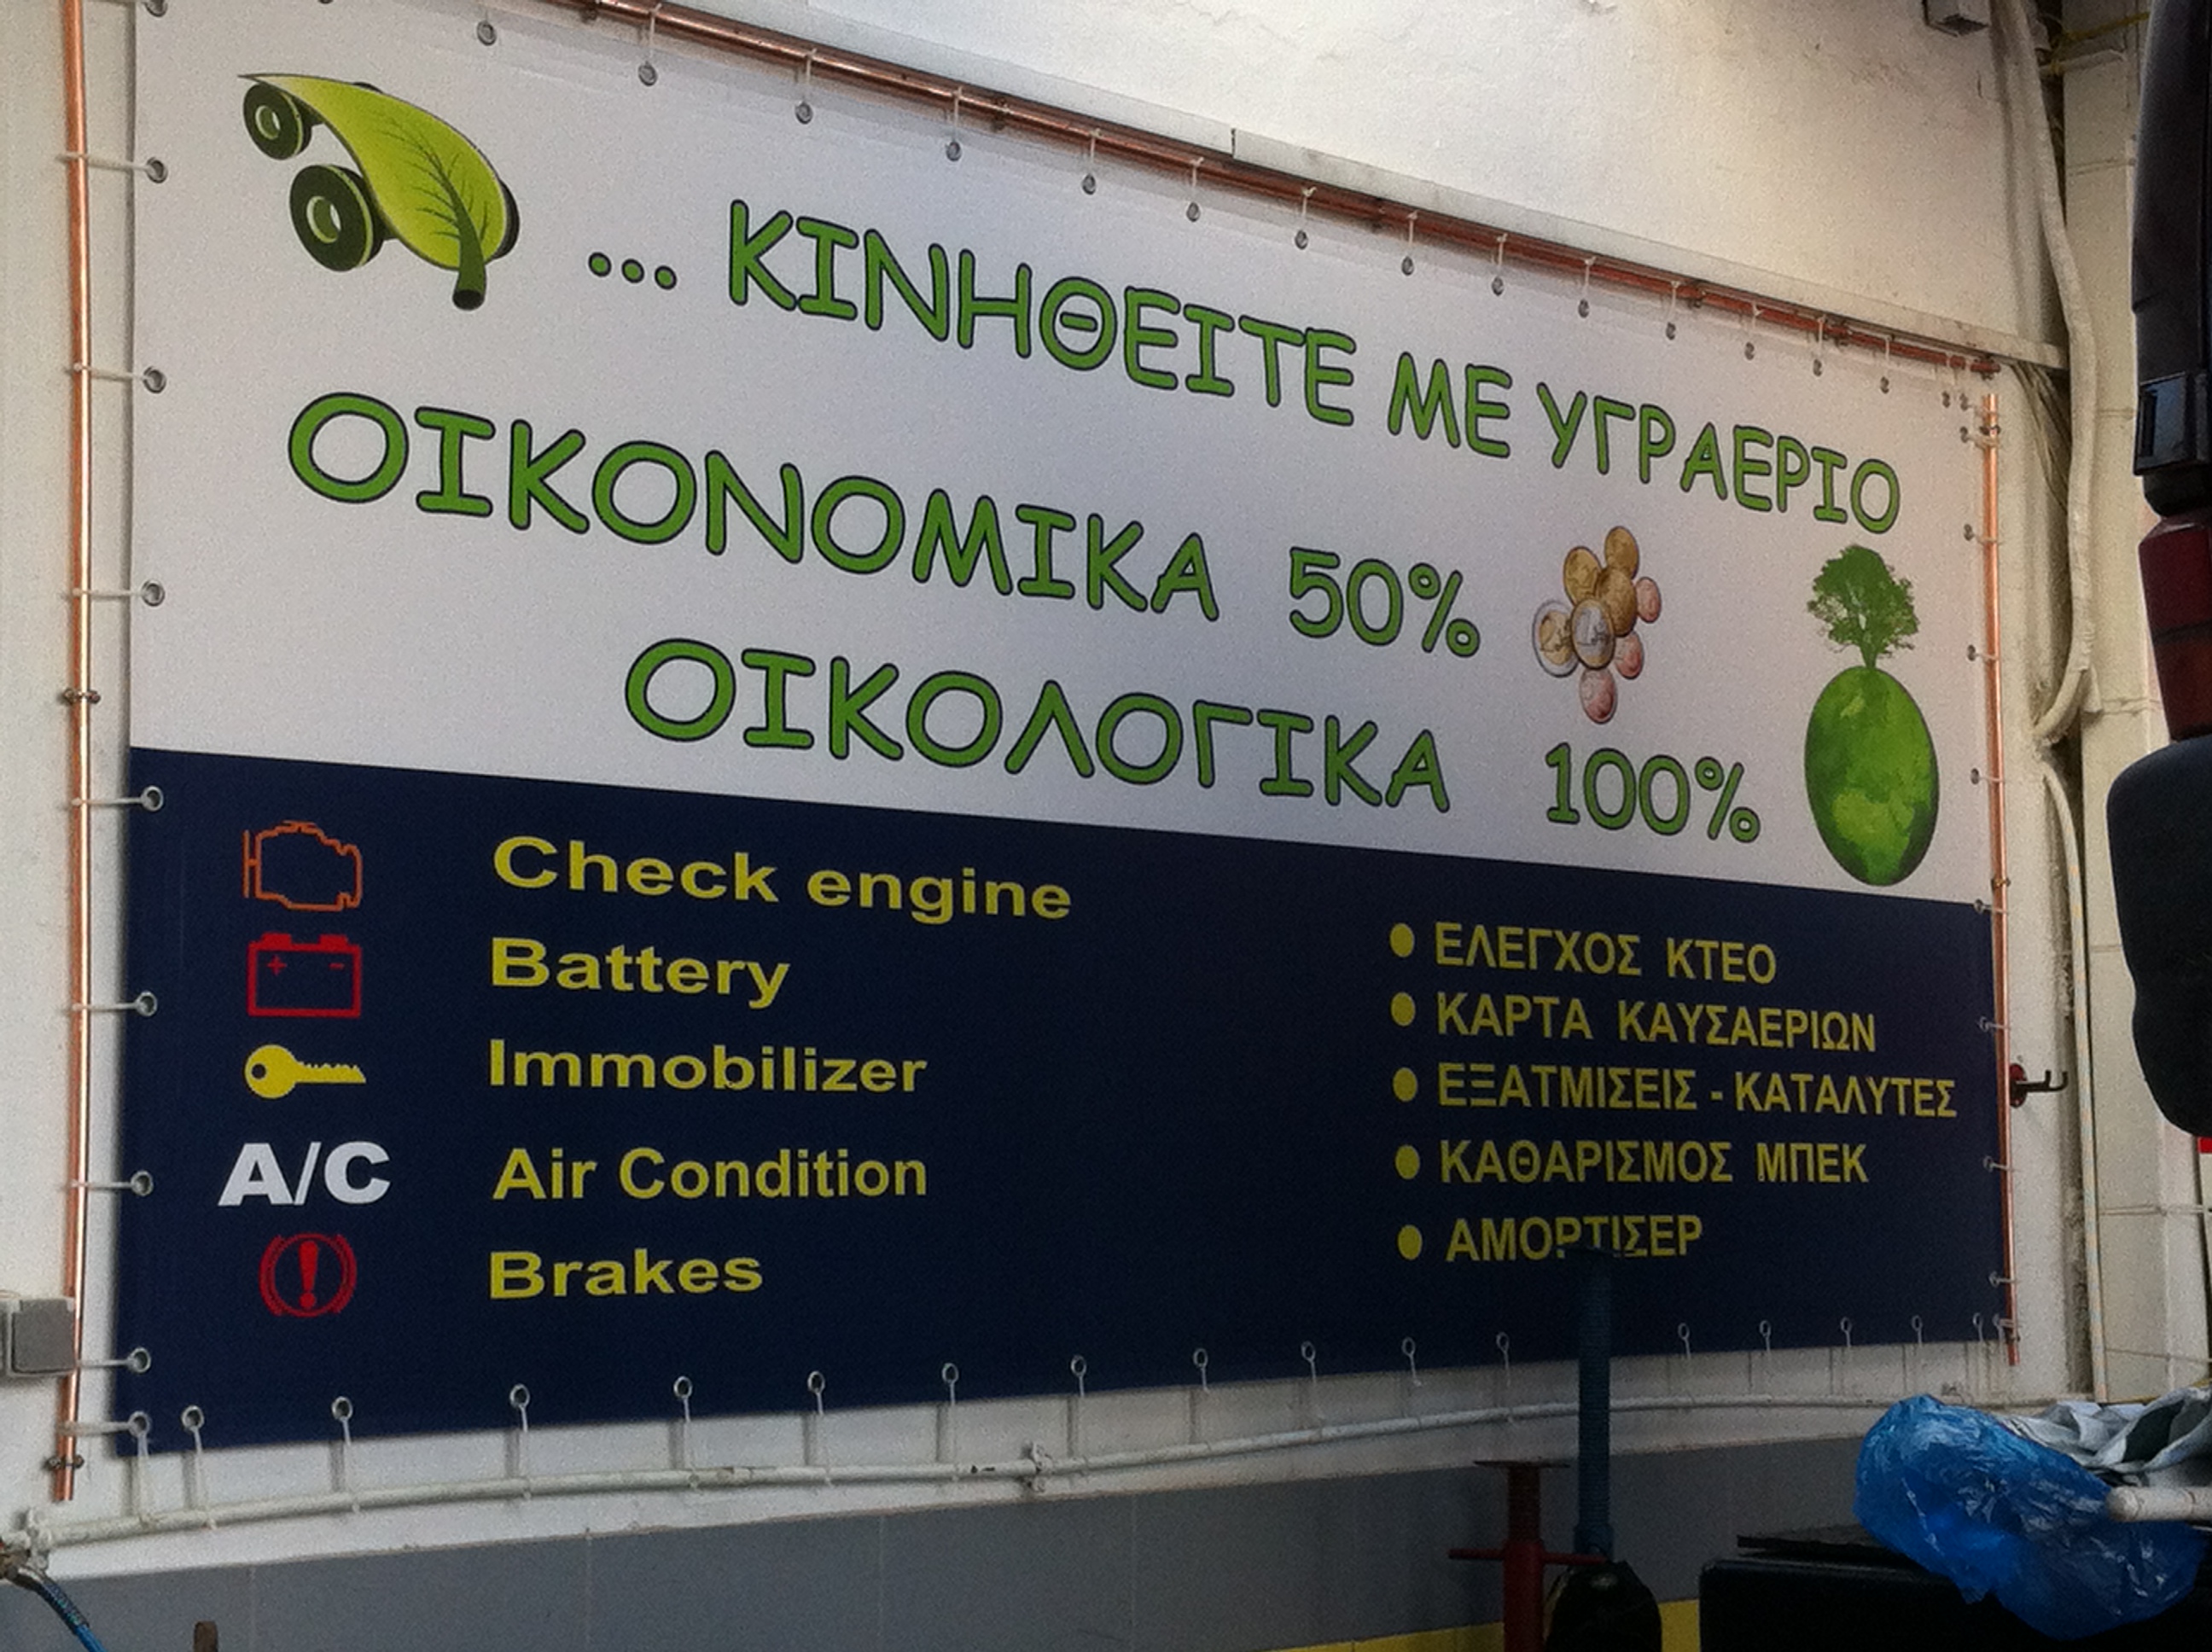 ... ΚΙΝΗΘΕΙΤΕ ΜΕ ΥΓΡΑΕΡΙΟ
ΟΙΚΟΝΟΜΙΚΑ 50%
ΟΙΚΟΛΟΓΙΚΑ 100%
Check engine
Battery
Immobilizer
A/C Air Condition
Brakes
• ΕΛΕΓΧΟΣ ΚΤΕΟ
• ΚΑΡΤΑ ΚΑΥΣΑΕΡΙΩΝ
• ΕΞΑΤΜΙΣΕΙΣ - ΚΑΤΑΛΥΤΕΣ
• ΚΑΘΑΡΙΣΜΟΣ ΜΠΕΚ
• ΑΜΟΡΤΙΣΕΡ